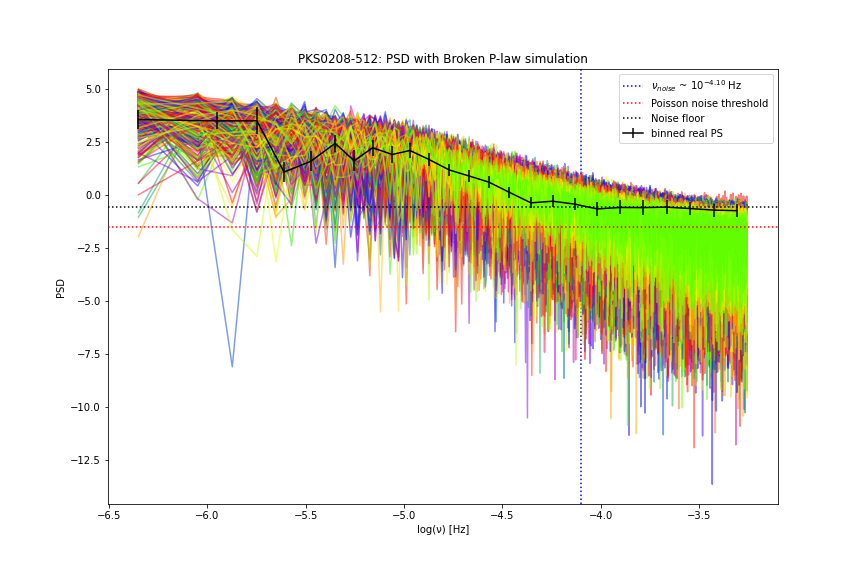 PKS0208-512: PSD with Broken P-law simulation
ν_noise ~ 10^−4.10 Hz
Poisson noise threshold
Noise floor
binned real PS
PSD
5.0
2.5
0.0
−2.5
−5.0
−7.5
−10.0
−12.5
−6.5 −6.0 −5.5 −5.0 −4.5 −4.0 −3.5
log(ν) [Hz]